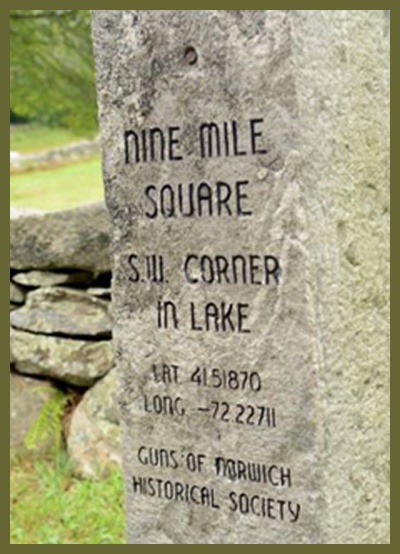 NINE MILE
SQUARE
S.W. CORNER
IN LAKE
LAT 41.51870
LONG -72.22711
GUNS OF NORWICH
HISTORICAL SOCIETY